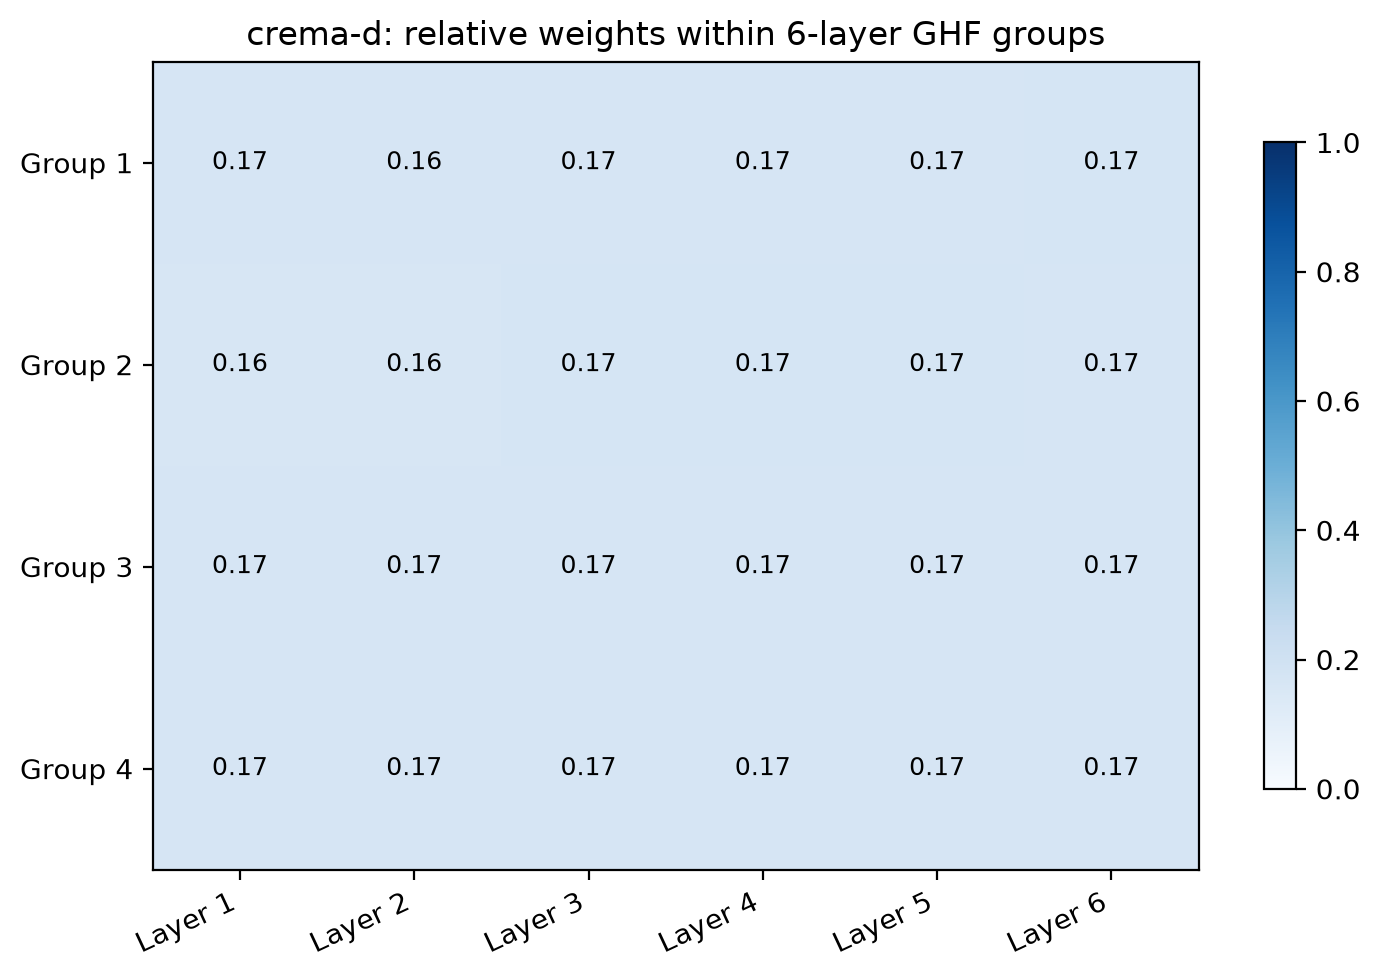 crema-d: relative weights within 6-layer GHF groups
Group 1 0.17 0.16 0.17 0.17 0.17 0.17
Group 2 0.16 0.16 0.17 0.17 0.17 0.17
Group 3 0.17 0.17 0.17 0.17 0.17 0.17
Group 4 0.17 0.17 0.17 0.17 0.17 0.17
Layer 1 Layer 2 Layer 3 Layer 4 Layer 5 Layer 6
1.0
0.8
0.6
0.4
0.2
0.0